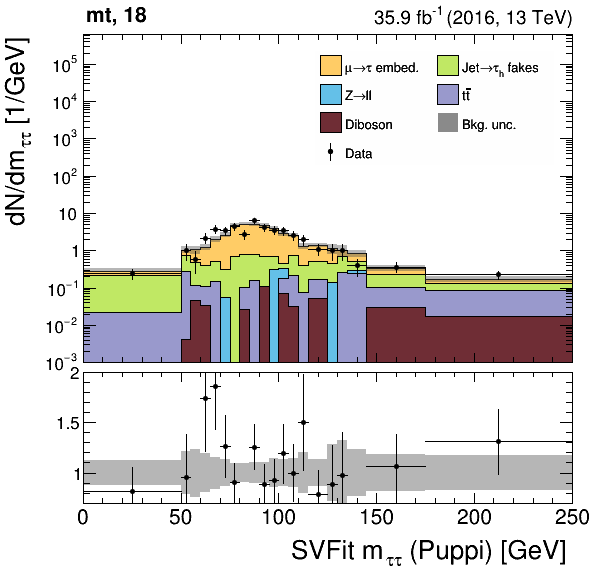 mt, 18
35.9 fb⁻¹ (2016, 13 TeV)
dN/dm_ττ [1/GeV]
10⁵
10⁴
10³
10²
10
1
10⁻¹
10⁻²
10⁻³
μ→τ embed.
Jet→τ_h fakes
Z→ll
tt̄
Diboson
Bkg. unc.
Data
2
1.5
1
0 50 100 150 200 250
SVFit m_ττ (Puppi) [GeV]